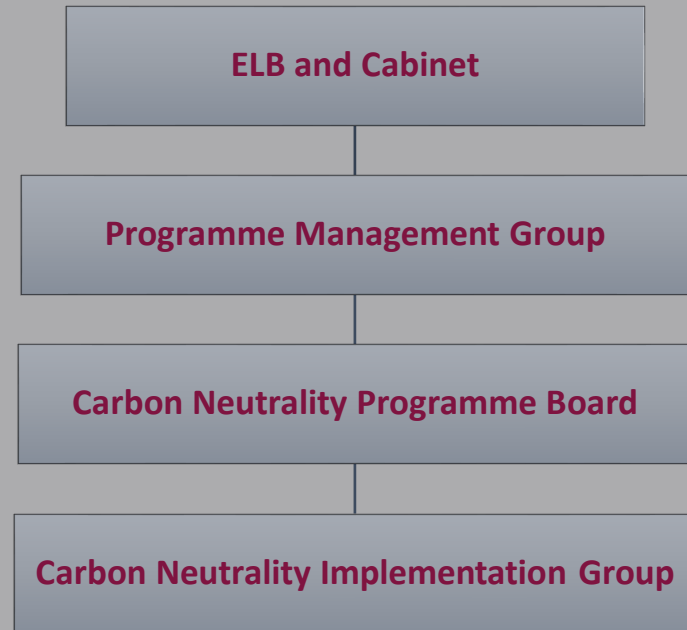 ELB and Cabinet
Programme Management Group
Carbon Neutrality Programme Board
Carbon Neutrality Implementation Group